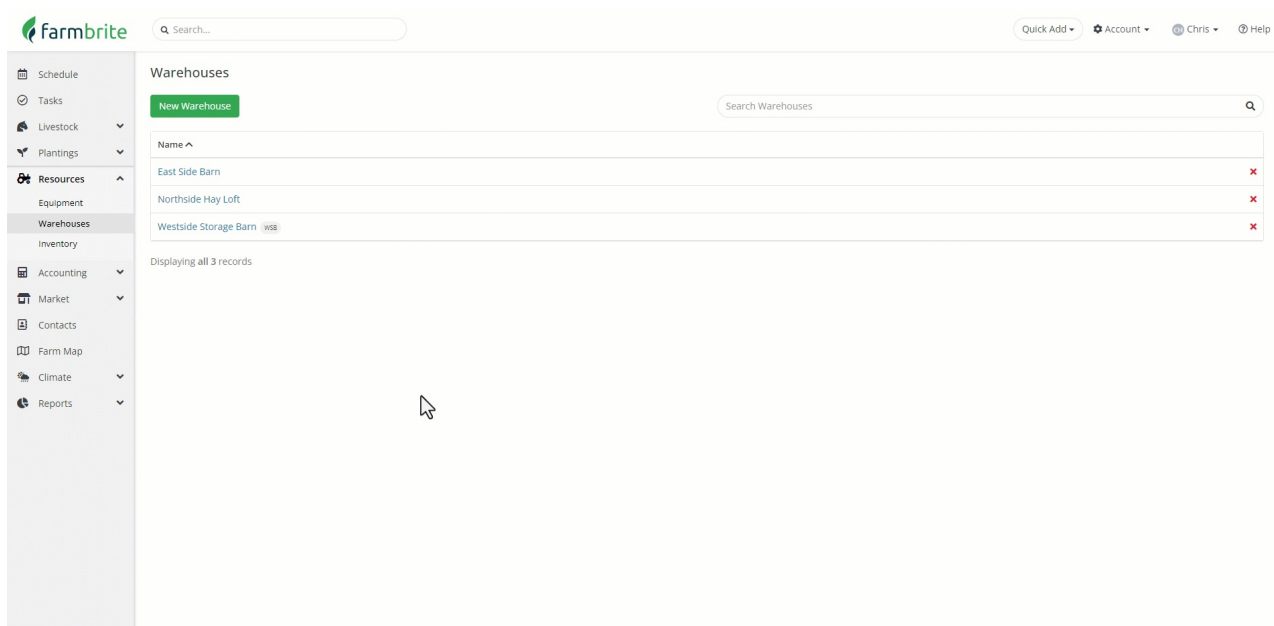 farmbrite
Search...
Quick Add
Account
CH Chris
Help
Schedule
Tasks
Livestock
Plantings
Resources
Equipment
Warehouses
Inventory
Accounting
Market
Contacts
Farm Map
Climate
Reports
Warehouses
New Warehouse
Search Warehouses
Name
East Side Barn
Northside Hay Loft
Westside Storage Barn WSB
Displaying all 3 records